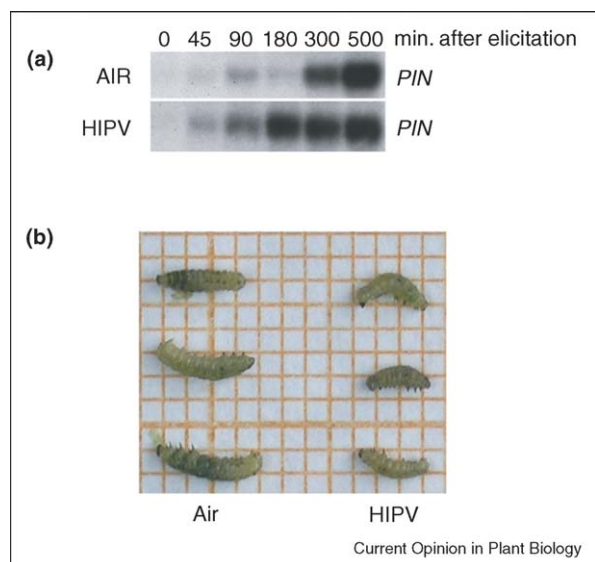 0 45 90 180 300 500 min. after elicitation
(a)
AIR PIN
HIPV PIN
(b)
Air HIPV
Current Opinion in Plant Biology